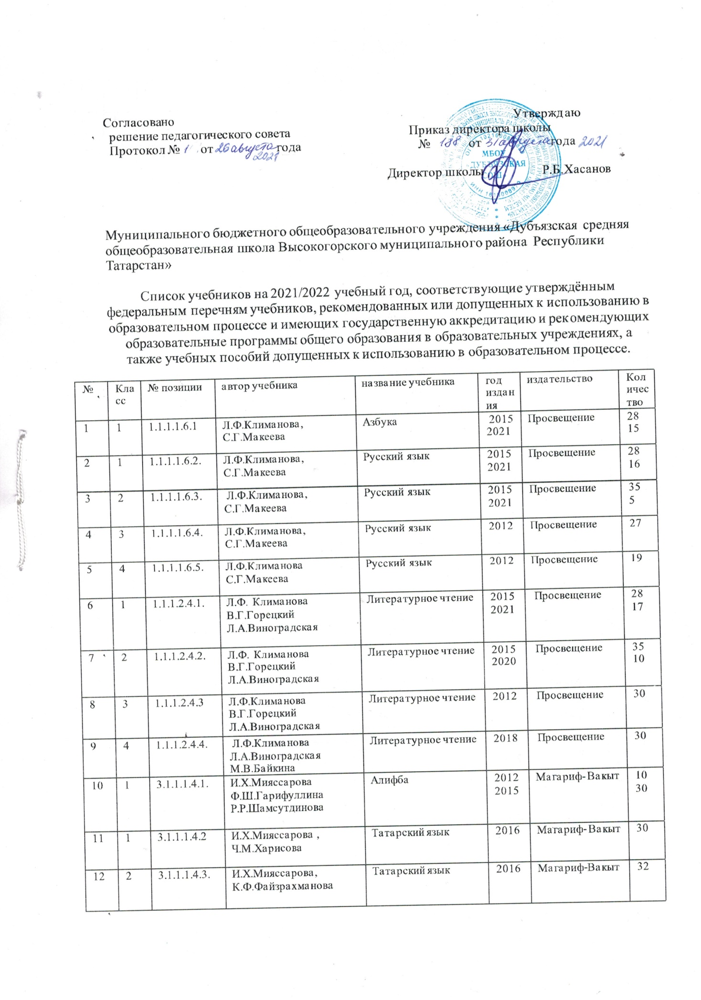 Согласовано
решение педагогического совета
Протокол № 1 от 26 августа года
2021
Утверждаю
Приказ директора школы
№ 188 от 31 августа года 2021
МБОУ
«ДУБЪЯЗСКАЯ
СОШ»
Директор школы Р.Б.Хасанов
Муниципального бюджетного общеобразовательного учреждения «Дубъязская средняя
общеобразовательная школа Высокогорского муниципального района Республики
Татарстан»
Список учебников на 2021/2022 учебный год, соответствующие утверждённым
федеральным перечням учебников, рекомендованных или допущенных к использованию в
образовательном процессе и имеющих государственную аккредитацию и рекомендующих
образовательные программы общего образования в образовательных учреждениях, а
также учебных пособий допущенных к использованию в образовательном процессе.
№ Кла № позиции автор учебника название учебника год издательство Кол
сс издан ичес
ия тво
1 1 1.1.1.1.6.1 Л.Ф.Климанова, Азбука 2015 Просвещение 28
С.Г.Макеева 2021 15
2 1 1.1.1.1.6.2. Л.Ф.Климанова, Русский язык 2015 Просвещение 28
С.Г.Макеева 2021 16
3 2 1.1.1.1.6.3. Л.Ф.Климанова, Русский язык 2015 Просвещение 35
С.Г.Макеева 2021 5
4 3 1.1.1.1.6.4. Л.Ф.Климанова, Русский язык 2012 Просвещение 27
С.Г.Макеева
5 4 1.1.1.1.6.5. Л.Ф.Климанова Русский язык 2012 Просвещение 19
С.Г.Макеева
6 1 1.1.1.2.4.1. Л.Ф. Климанова Литературное чтение 2015 Просвещение 28
В.Г.Горецкий 2021 17
Л.А.Виноградская
7 2 1.1.1.2.4.2. Л.Ф. Климанова Литературное чтение 2015 Просвещение 35
В.Г.Горецкий 2020 10
Л.А.Виноградская
8 3 1.1.1.2.4.3 Л.Ф.Климанова Литературное чтение 2012 Просвещение 30
В.Г.Горецкий
Л.А.Виноградская
9 4 1.1.1.2.4.4. Л.Ф.Климанова Литературное чтение 2018 Просвещение 30
Л.А.Виноградская
М.В.Байкина
10 1 3.1.1.1.4.1. И.Х.Мияссарова Алифба 2012 Магариф-Вакыт 10
Ф.Ш.Гарифуллина 2015 30
Р.Р.Шамсутдинова
11 1 3.1.1.1.4.2 И.Х.Мияссарова , Татарский язык 2016 Магариф-Вакыт 30
Ч.М.Харисова
12 2 3.1.1.1.4.3. И.Х.Мияссарова, Татарский язык 2016 Магариф-Вакыт 32
К.Ф.Файзрахманова